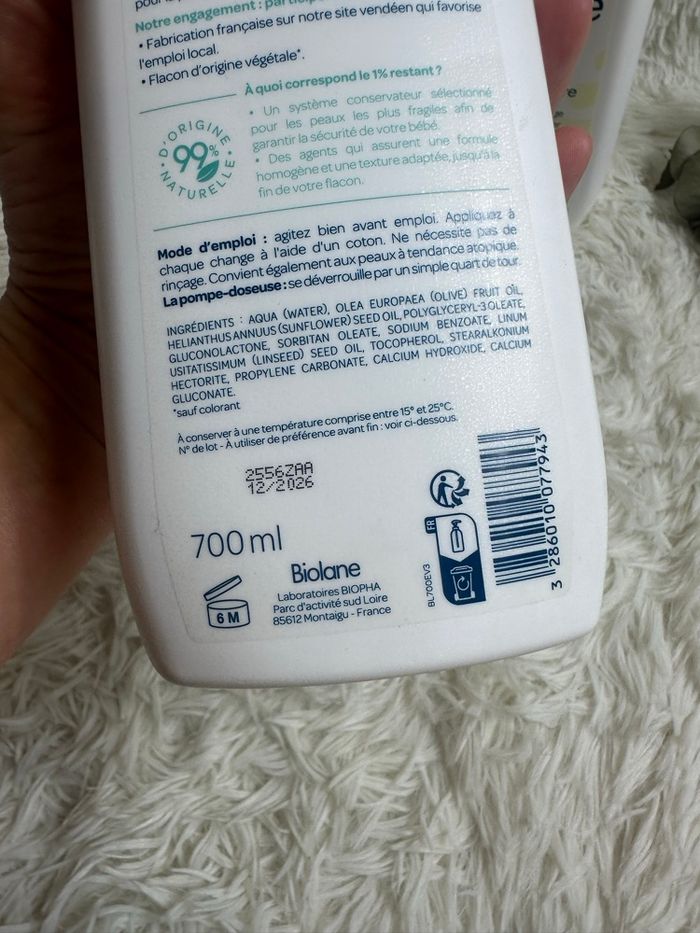 Notre engagement : particip
• Fabrication française sur notre site vendéen qui favorise
l'emploi local.
• Flacon d'origine végétale*.
À quoi correspond le 1% restant ?
• Un système conservateur sélectionné
pour les peaux les plus fragiles afin de
garantir la sécurité de votre bébé.
• Des agents qui assurent une formule
homogène et une texture adaptée, jusqu'à la
fin de votre flacon.
D'ORIGINE
99%
NATURELLE
Mode d'emploi : agitez bien avant emploi. Appliquez à
chaque change à l'aide d'un coton. Ne nécessite pas de
rinçage. Convient également aux peaux à tendance atopique.
La pompe-doseuse : se déverrouille par un simple quart de tour.
INGRÉDIENTS : AQUA (WATER), OLEA EUROPAEA (OLIVE) FRUIT OIL,
HELIANTHUS ANNUUS (SUNFLOWER) SEED OIL, POLYGLYCERYL-3 OLEATE,
GLUCONOLACTONE, SORBITAN OLEATE, SODIUM BENZOATE, LINUM
USITATISSIMUM (LINSEED) SEED OIL, TOCOPHEROL, STEARALKONIUM
HECTORITE, PROPYLENE CARBONATE, CALCIUM HYDROXIDE, CALCIUM
GLUCONATE.
*sauf colorant
À conserver à une température comprise entre 15° et 25°C.
N° de lot - À utiliser de préférence avant fin : voir ci-dessous.
2556ZAA
12/2026
700 ml
6 M
Biolane
Laboratoires BIOPHA
Parc d'activité sud Loire
85612 Montaigu - France
BL700EV3
FR
3 286010 077943